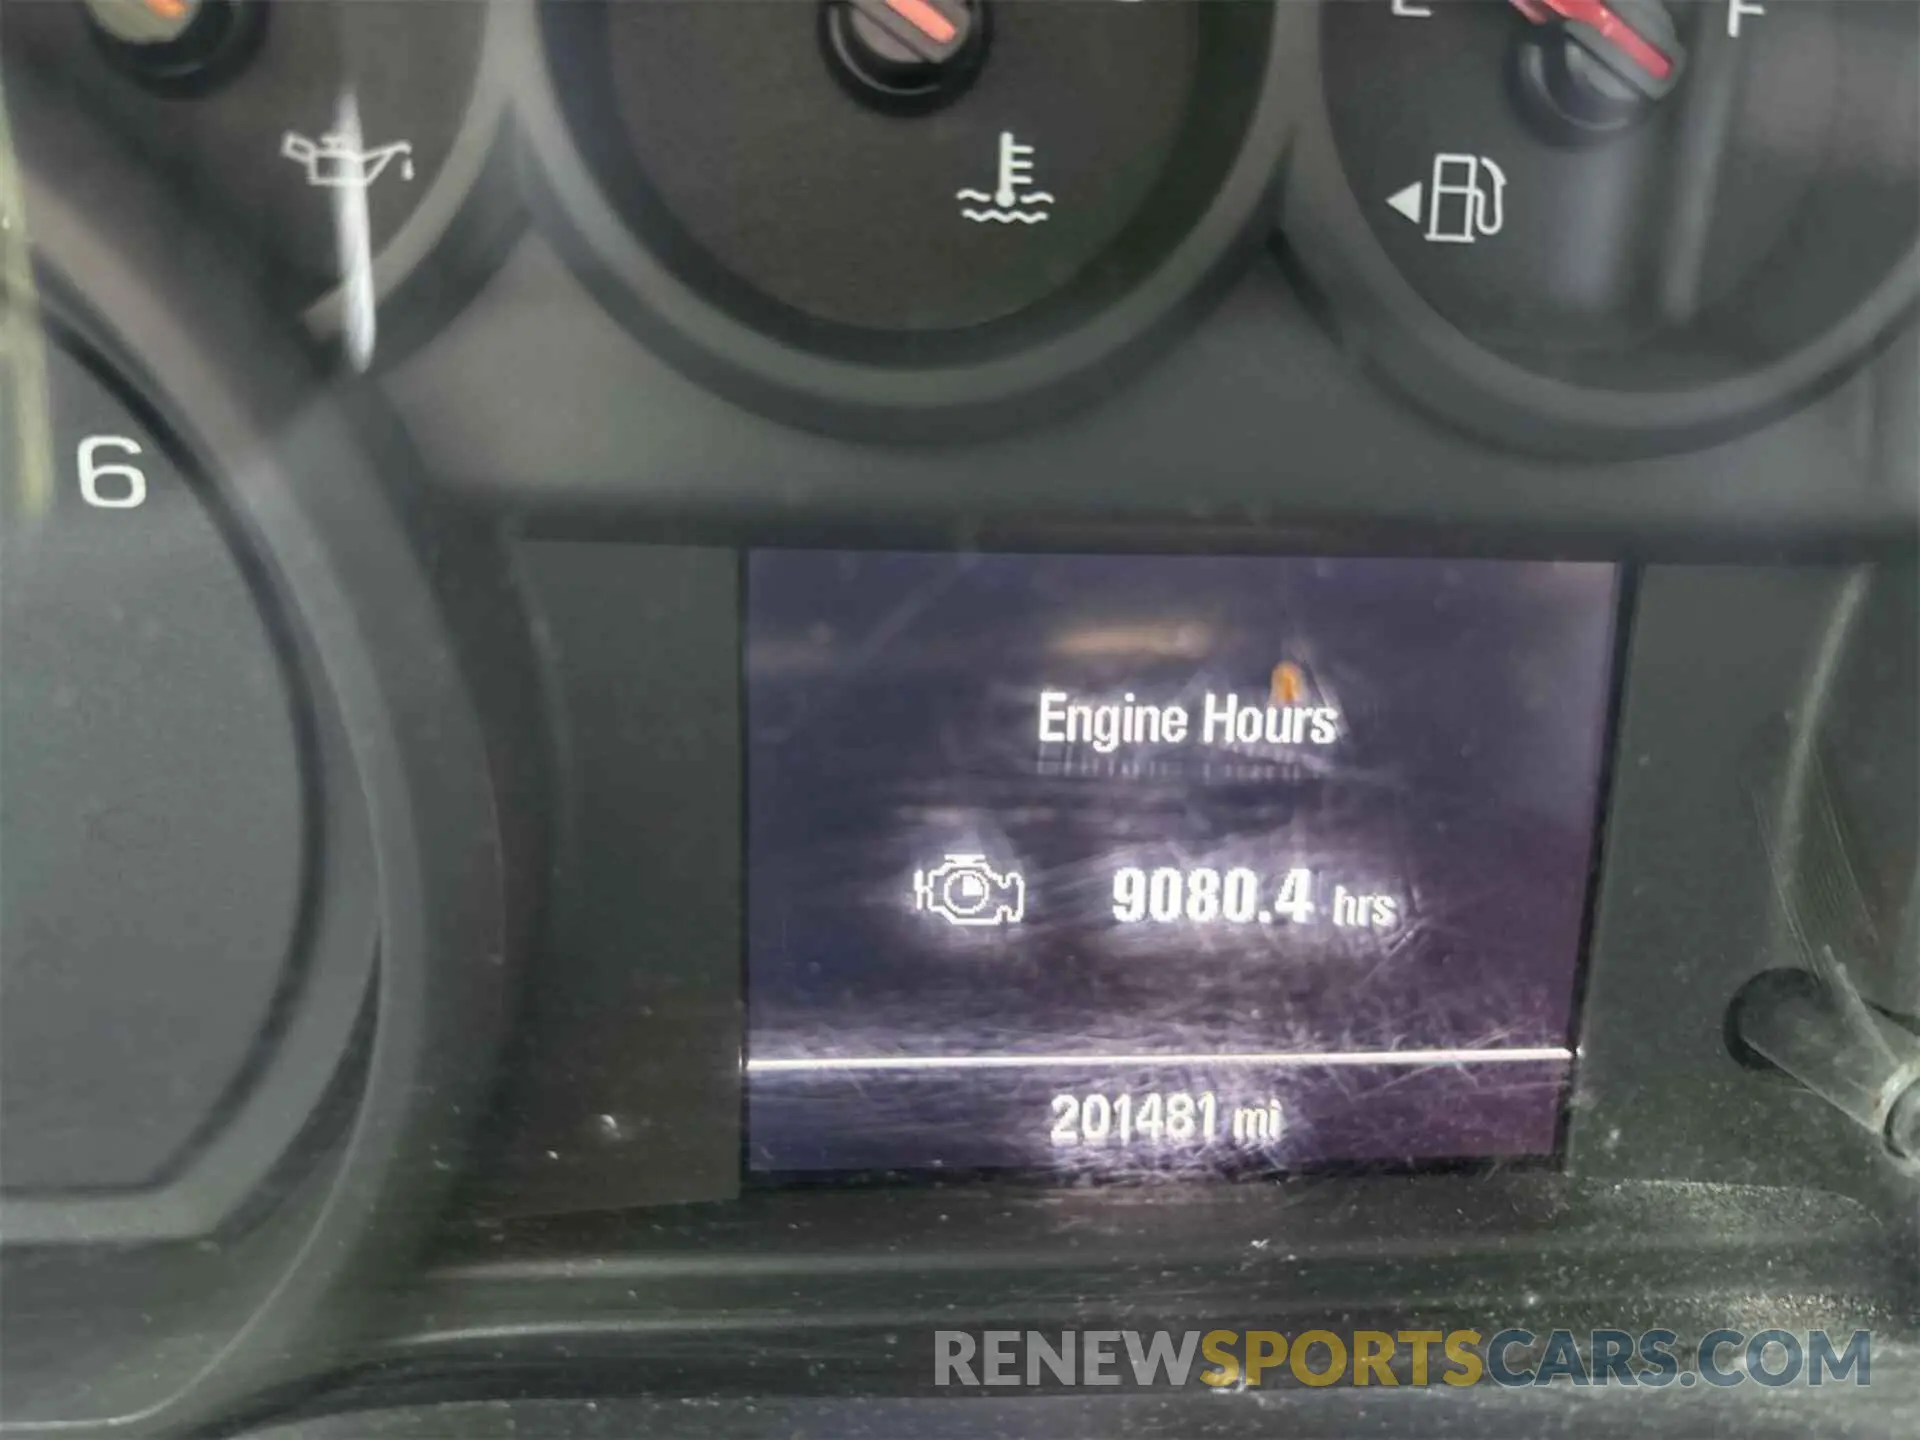 E F
6
Engine Hours
9080.4 hrs
201481 mi
RENEWSPORTSCARS.COM